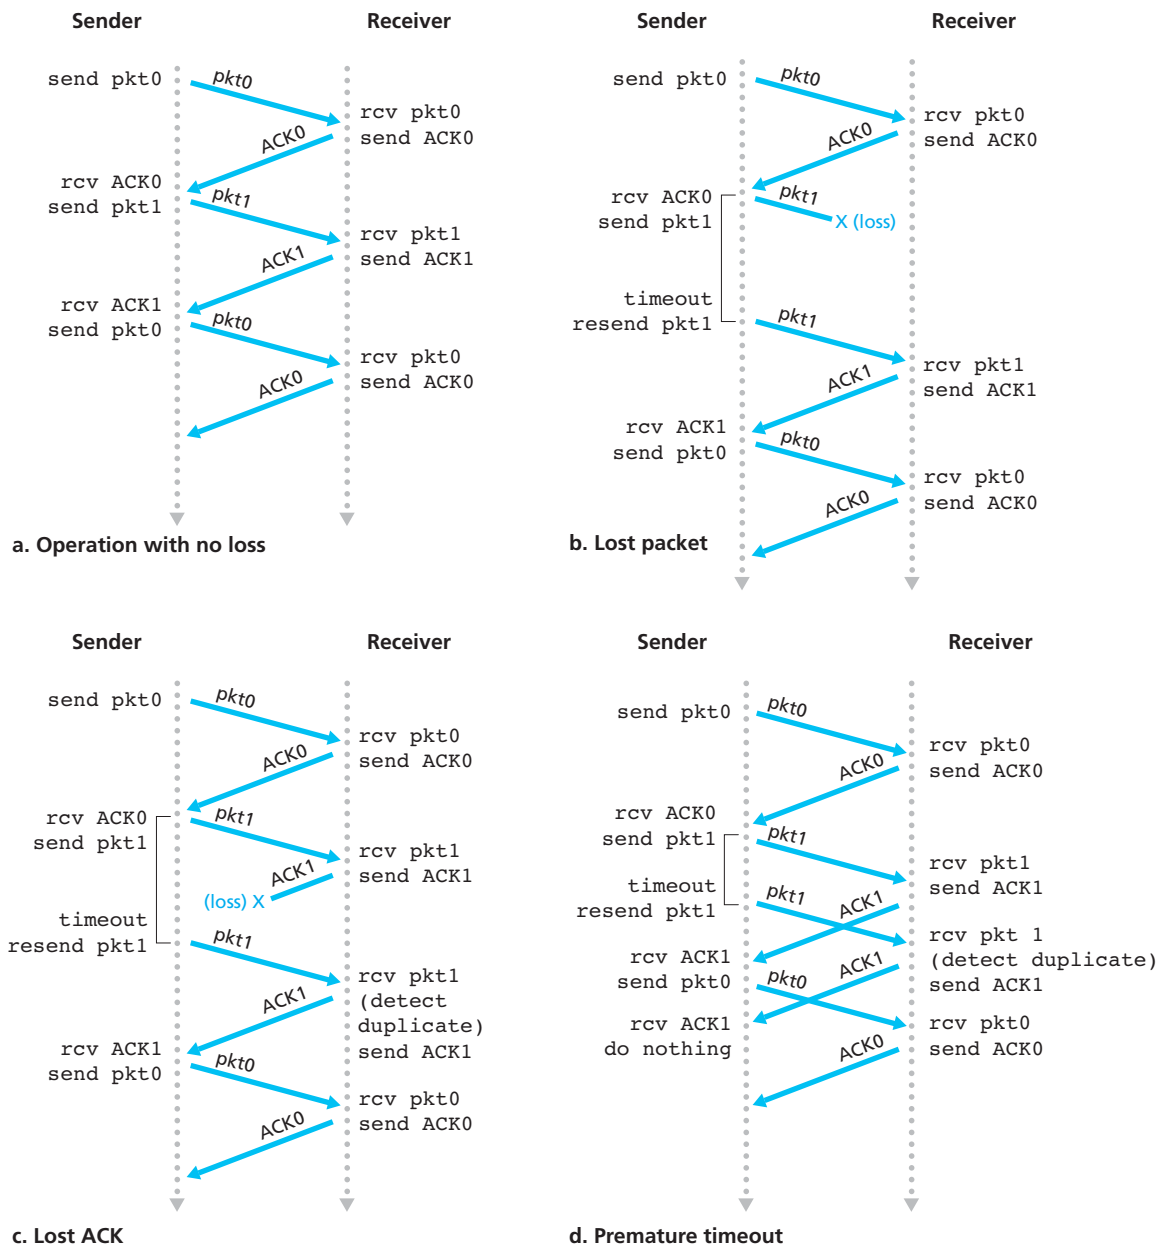 Sender Receiver
send pkt0
pkt0
rcv pkt0
send ACK0
ACK0
rcv ACK0
send pkt1
pkt1
rcv pkt1
send ACK1
ACK1
rcv ACK1
send pkt0
pkt0
rcv pkt0
send ACK0
ACK0
a. Operation with no loss
Sender Receiver
send pkt0
pkt0
rcv pkt0
send ACK0
ACK0
rcv ACK0
send pkt1
pkt1
X (loss)
timeout
resend pkt1
pkt1
rcv pkt1
send ACK1
ACK1
rcv ACK1
send pkt0
pkt0
rcv pkt0
send ACK0
ACK0
b. Lost packet
Sender Receiver
send pkt0
pkt0
rcv pkt0
send ACK0
ACK0
rcv ACK0
send pkt1
pkt1
rcv pkt1
send ACK1
ACK1
(loss) X
timeout
resend pkt1
pkt1
rcv pkt1
(detect
duplicate)
send ACK1
ACK1
rcv ACK1
send pkt0
pkt0
rcv pkt0
send ACK0
ACK0
c. Lost ACK
Sender Receiver
send pkt0
pkt0
rcv pkt0
send ACK0
ACK0
rcv ACK0
send pkt1
pkt1
rcv pkt1
send ACK1
ACK1
timeout
resend pkt1
pkt1
rcv pkt 1
(detect duplicate)
send ACK1
ACK1
rcv ACK1
send pkt0
pkt0
rcv ACK1
do nothing
rcv pkt0
send ACK0
ACK0
d. Premature timeout